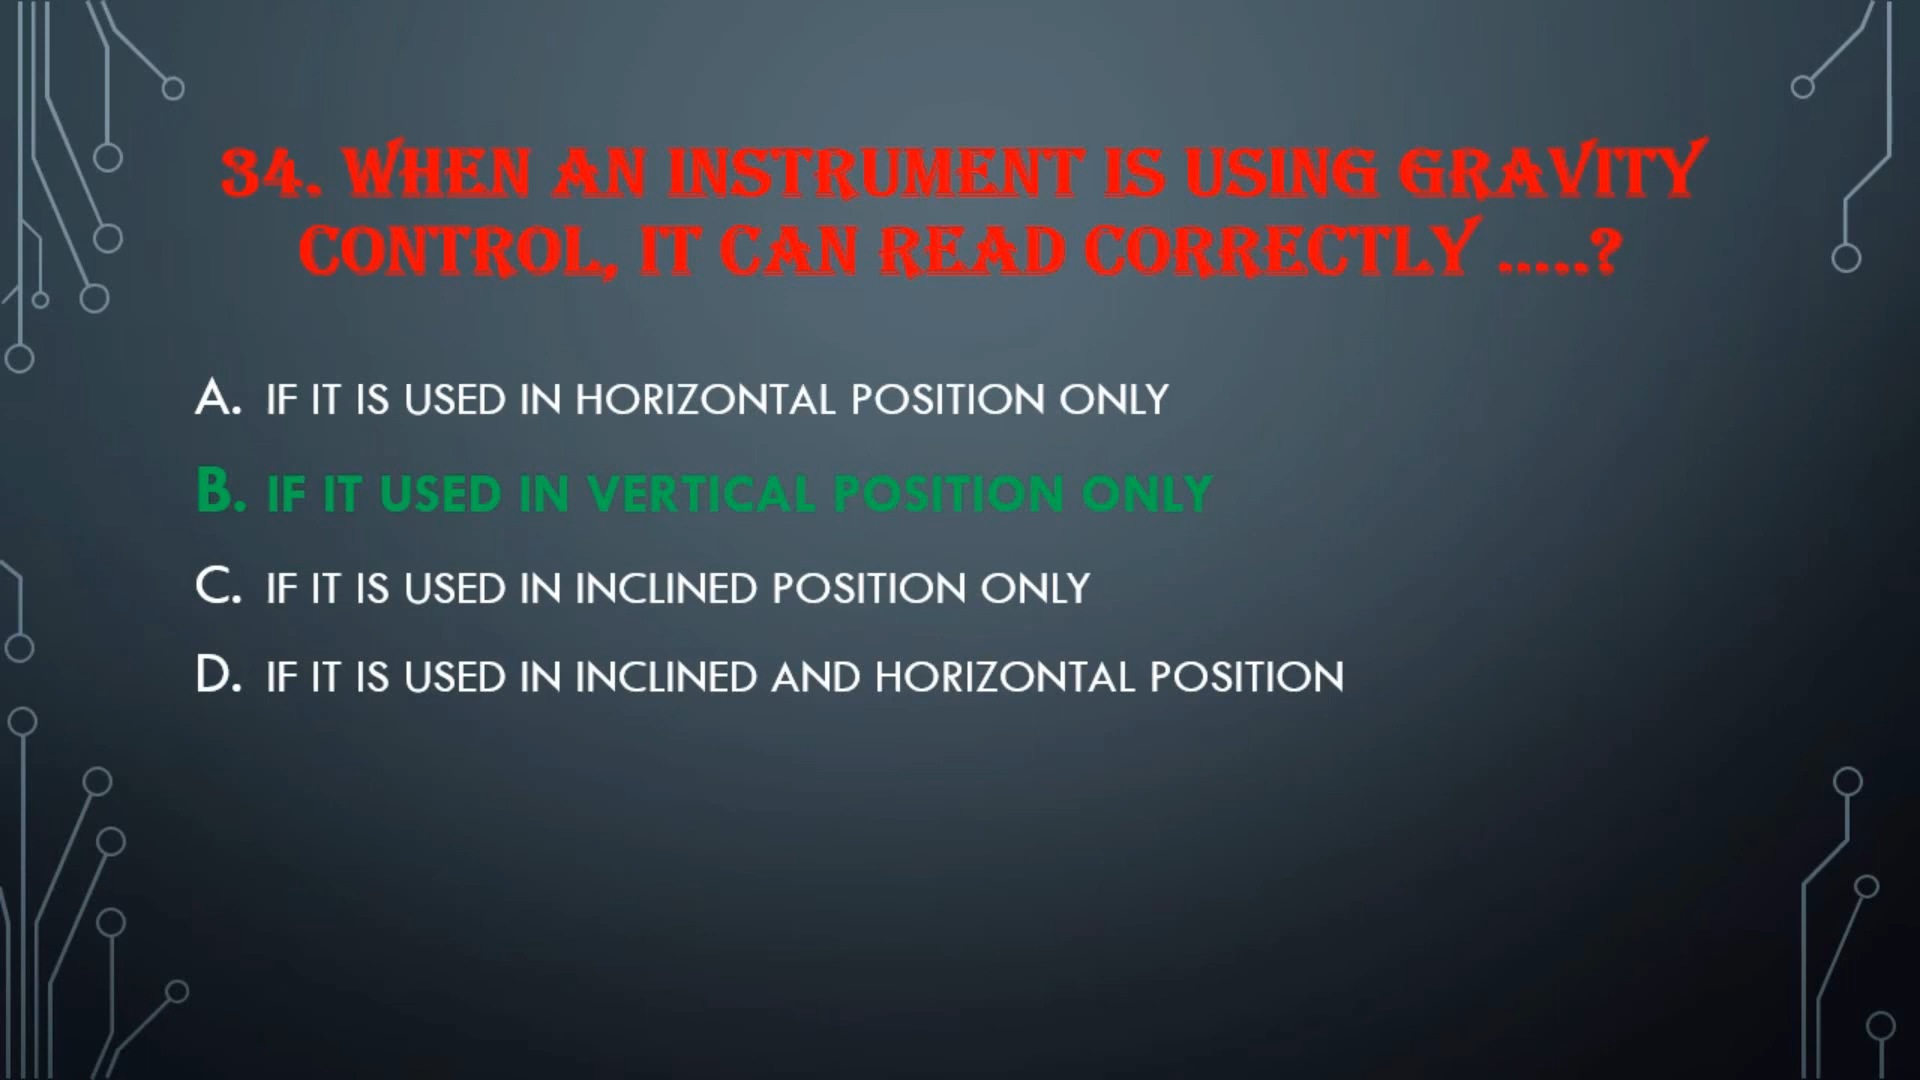 34. WHEN AN INSTRUMENT IS USING GRAVITY
CONTROL, IT CAN READ CORRECTLY .....?
A. IF IT IS USED IN HORIZONTAL POSITION ONLY
B. IF IT USED IN VERTICAL POSITION ONLY
C. IF IT IS USED IN INCLINED POSITION ONLY
D. IF IT IS USED IN INCLINED AND HORIZONTAL POSITION